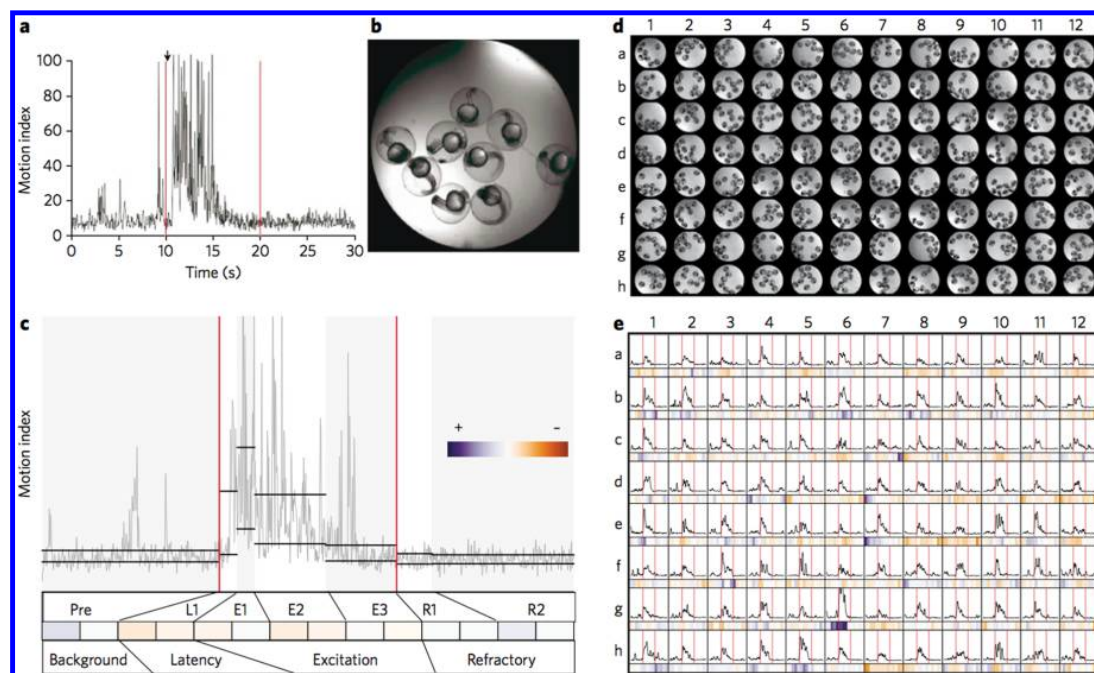 a
100
80
60
40
20
0
Motion index
0 5 10 15 20 25 30
Time (s)
b
c
Motion index
+ −
Pre L1 E1 E2 E3 R1 R2
Background Latency Excitation Refractory
d
1 2 3 4 5 6 7 8 9 10 11 12
a
b
c
d
e
f
g
h
e
1 2 3 4 5 6 7 8 9 10 11 12
a
b
c
d
e
f
g
h